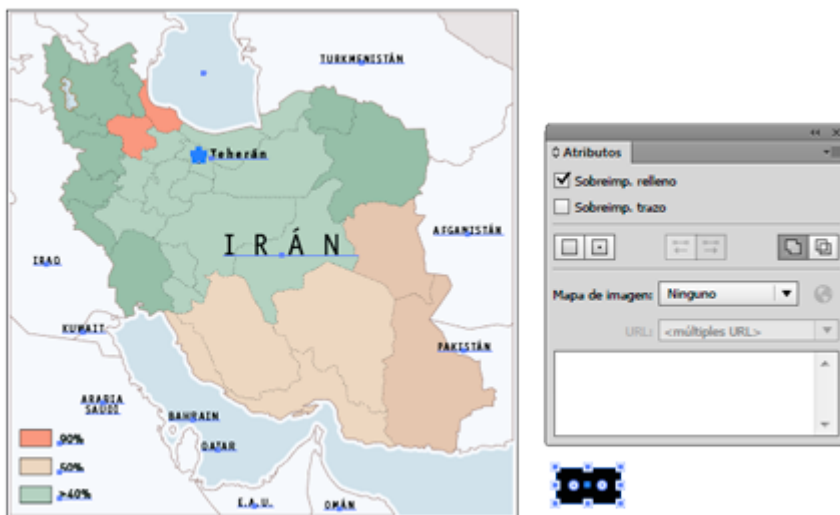 TURKMENISTÁN
Teherán
IRÁN
AFGANISTÁN
IRAQ
KUWAIT
PAKISTÁN
ARABIA
SAUDÍ
BAHRAIN
QATAR
E.A.U.
OMÁN
90%
50%
>40%
Atributos
Sobreimp. relleno
Sobreimp. trazo
Mapa de imagen: Ninguno
URL: <múltiples URL>